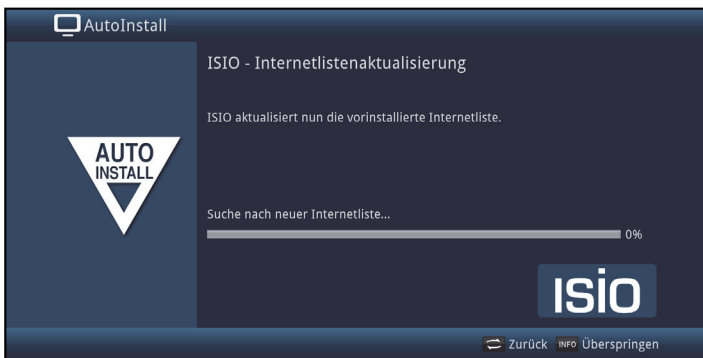 AutoInstall
ISIO - Internetlistenaktualisierung
ISIO aktualisiert nun die vorinstallierte Internetliste.
AUTO
INSTALL
Suche nach neuer Internetliste...
0%
ISIO
Zurück INFO Überspringen